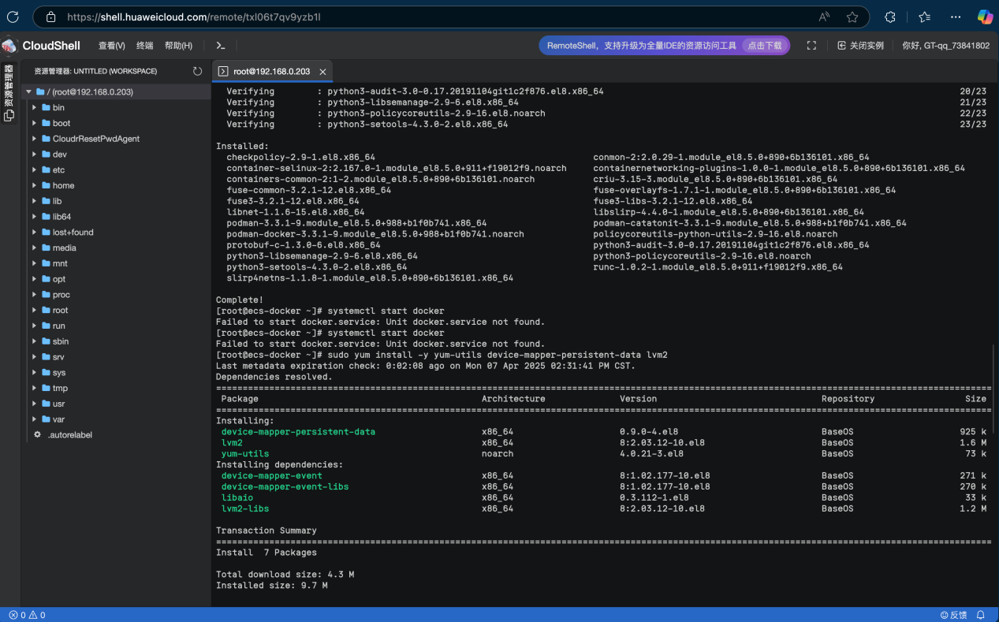 https://shell.huaweicloud.com/remote/txl06t7qv9yzb1l
CloudShell 查看(V) 终端 帮助(H) RemoteShell，支持升级为全量IDE的资源访问工具 点击下载 关闭实例 你好, GT-qq_73841802
资源管理器
资源管理器: UNTITLED (WORKSPACE)
/ (root@192.168.0.203)
bin
boot
CloudrResetPwdAgent
dev
etc
home
lib
lib64
lost+found
media
mnt
opt
proc
root
run
sbin
srv
sys
tmp
usr
var
.autorelabel
root@192.168.0.203
Verifying : python3-audit-3.0-0.17.20191104git1c2f876.el8.x86_64 20/23
Verifying : python3-libsemanage-2.9-6.el8.x86_64 21/23
Verifying : python3-policycoreutils-2.9-16.el8.noarch 22/23
Verifying : python3-setools-4.3.0-2.el8.x86_64 23/23
Installed:
checkpolicy-2.9-1.el8.x86_64 conmon-2:2.0.29-1.module_el8.5.0+890+6b136101.x86_64
container-selinux-2:2.167.0-1.module_el8.5.0+911+f19012f9.noarch containernetworking-plugins-1.0.0-1.module_el8.5.0+890+6b136101.x86_64
containers-common-2:1-2.module_el8.5.0+890+6b136101.noarch criu-3.15-3.module_el8.5.0+890+6b136101.x86_64
fuse-common-3.2.1-12.el8.x86_64 fuse-overlayfs-1.7.1-1.module_el8.5.0+890+6b136101.x86_64
fuse3-3.2.1-12.el8.x86_64 fuse3-libs-3.2.1-12.el8.x86_64
libnet-1.1.6-15.el8.x86_64 libslirp-4.4.0-1.module_el8.5.0+890+6b136101.x86_64
podman-3.3.1-9.module_el8.5.0+988+b1f0b741.x86_64 podman-catatonit-3.3.1-9.module_el8.5.0+988+b1f0b741.x86_64
podman-docker-3.3.1-9.module_el8.5.0+988+b1f0b741.noarch policycoreutils-python-utils-2.9-16.el8.noarch
protobuf-c-1.3.0-6.el8.x86_64 python3-audit-3.0-0.17.20191104git1c2f876.el8.x86_64
python3-libsemanage-2.9-6.el8.x86_64 python3-policycoreutils-2.9-16.el8.noarch
python3-setools-4.3.0-2.el8.x86_64 runc-1.0.2-1.module_el8.5.0+911+f19012f9.x86_64
slirp4netns-1.1.8-1.module_el8.5.0+890+6b136101.x86_64
Complete!
[root@ecs-docker ~]# systemctl start docker
Failed to start docker.service: Unit docker.service not found.
[root@ecs-docker ~]# systemctl start docker
Failed to start docker.service: Unit docker.service not found.
[root@ecs-docker ~]# sudo yum install -y yum-utils device-mapper-persistent-data lvm2
Last metadata expiration check: 0:02:08 ago on Mon 07 Apr 2025 02:31:41 PM CST.
Dependencies resolved.
Package Architecture Version Repository Size
Installing:
device-mapper-persistent-data x86_64 0.9.0-4.el8 BaseOS 925 k
lvm2 x86_64 8:2.03.12-10.el8 BaseOS 1.6 M
yum-utils noarch 4.0.21-3.el8 BaseOS 73 k
Installing dependencies:
device-mapper-event x86_64 8:1.02.177-10.el8 BaseOS 271 k
device-mapper-event-libs x86_64 8:1.02.177-10.el8 BaseOS 270 k
libaio x86_64 0.3.112-1.el8 BaseOS 33 k
lvm2-libs x86_64 8:2.03.12-10.el8 BaseOS 1.2 M
Transaction Summary
Install 7 Packages
Total download size: 4.3 M
Installed size: 9.7 M
0 0 反馈